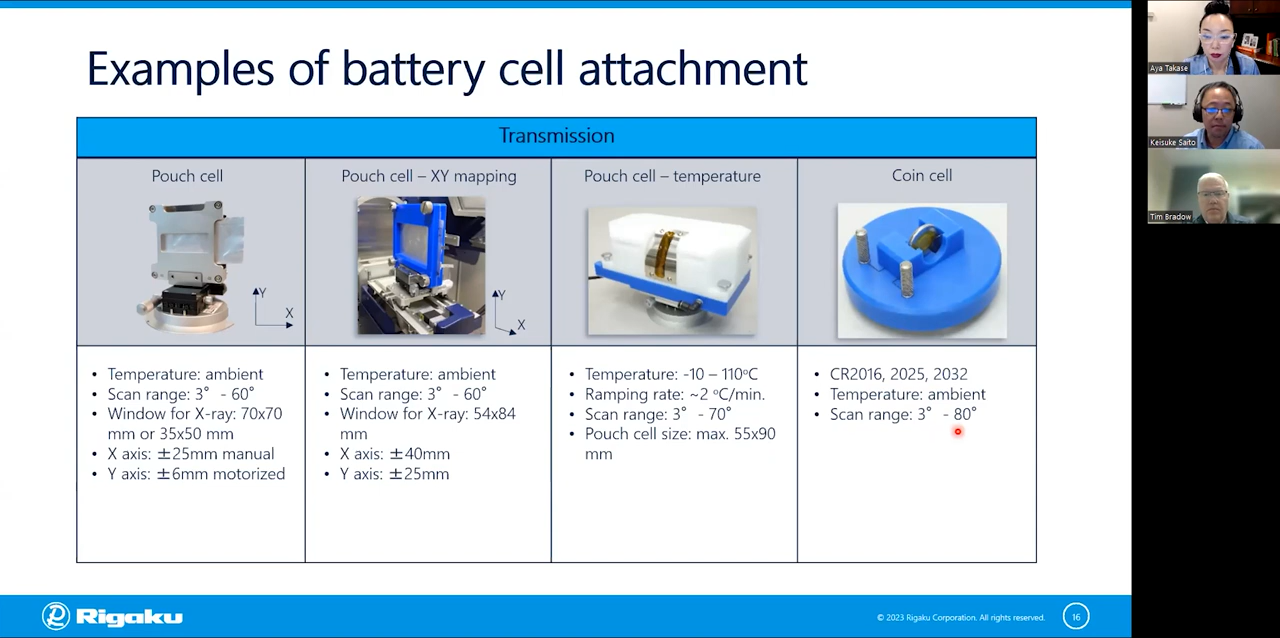 Examples of battery cell attachment
Transmission
Pouch cell
Pouch cell – XY mapping
Pouch cell – temperature
Coin cell
Y
X
Y
X
• Temperature: ambient
• Scan range: 3° - 60°
• Window for X-ray: 70x70
mm or 35x50 mm
• X axis: ±25mm manual
• Y axis: ±6mm motorized
• Temperature: ambient
• Scan range: 3° - 60°
• Window for X-ray: 54x84
mm
• X axis: ±40mm
• Y axis: ±25mm
• Temperature: -10 – 110°C
• Ramping rate: ~2 °C/min.
• Scan range: 3° - 70°
• Pouch cell size: max. 55x90
mm
• CR2016, 2025, 2032
• Temperature: ambient
• Scan range: 3° - 80°
Rigaku
© 2023 Rigaku Corporation. All rights reserved.
16
Aya Takase
Keisuke Saito
Tim Bradow